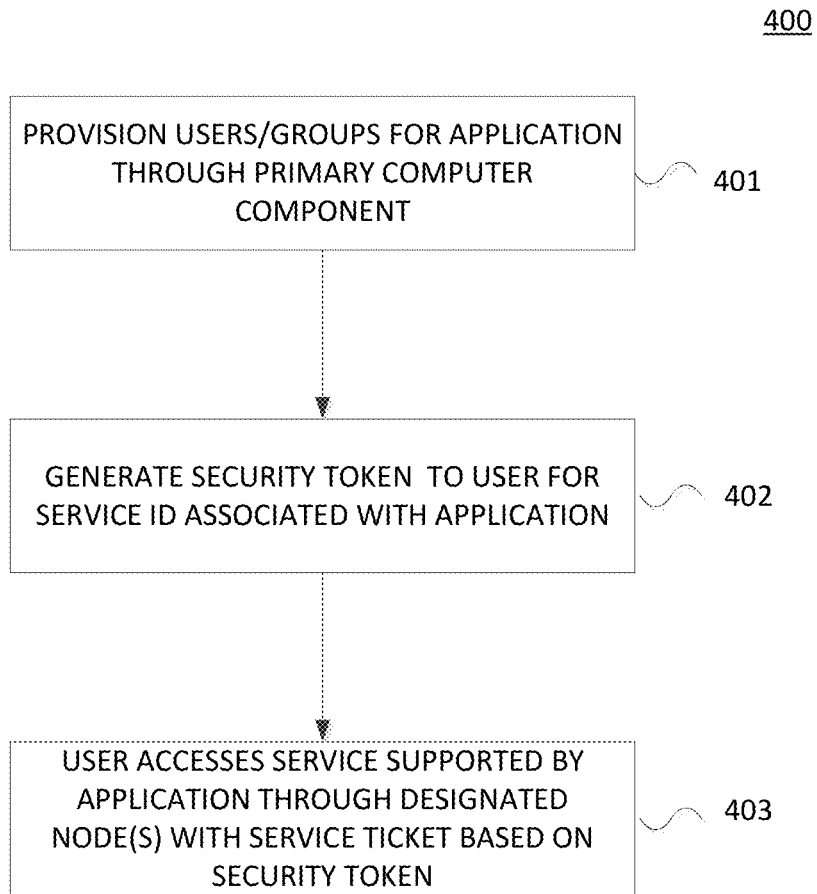 400
PROVISION USERS/GROUPS FOR APPLICATION
THROUGH PRIMARY COMPUTER
COMPONENT
401
GENERATE SECURITY TOKEN TO USER FOR
SERVICE ID ASSOCIATED WITH APPLICATION
402
USER ACCESSES SERVICE SUPPORTED BY
APPLICATION THROUGH DESIGNATED
NODE(S) WITH SERVICE TICKET BASED ON
SECURITY TOKEN
403